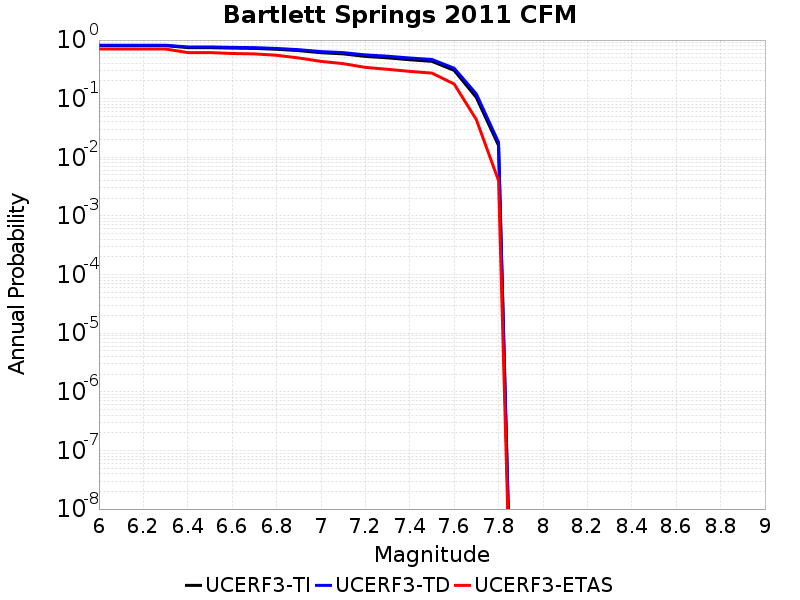 Bartlett Springs 2011 CFM
Annual Probability
10^0
10^-1
10^-2
10^-3
10^-4
10^-5
10^-6
10^-7
10^-8
6 6.2 6.4 6.6 6.8 7 7.2 7.4 7.6 7.8 8 8.2 8.4 8.6 8.8 9
Magnitude
UCERF3-TI UCERF3-TD UCERF3-ETAS